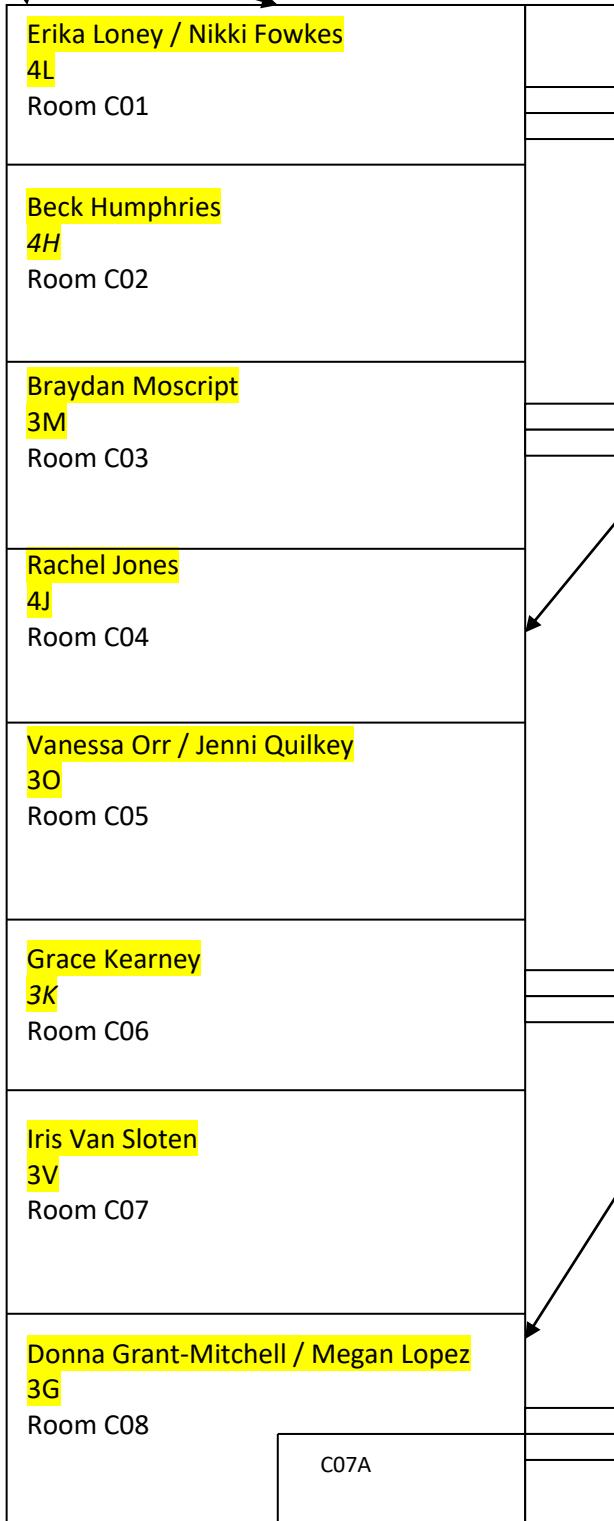 Erika Loney / Nikki Fowkes
4L
Room C01
Beck Humphries
4H
Room C02
Braydan Moscript
3M
Room C03
Rachel Jones
4J
Room C04
Vanessa Orr / Jenni Quilkey
3O
Room C05
Grace Kearney
3K
Room C06
Iris Van Sloten
3V
Room C07
Donna Grant-Mitchell / Megan Lopez
3G
Room C08
C07A